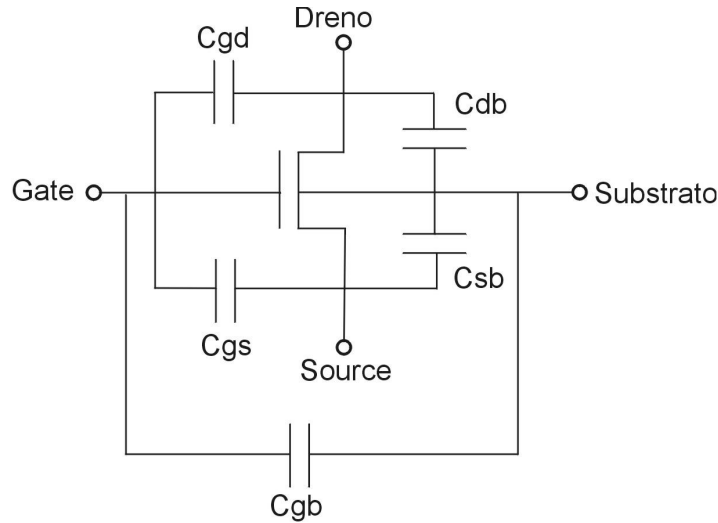 Dreno
Cgd
Cdb
Gate
Substrato
Csb
Cgs
Source
Cgb